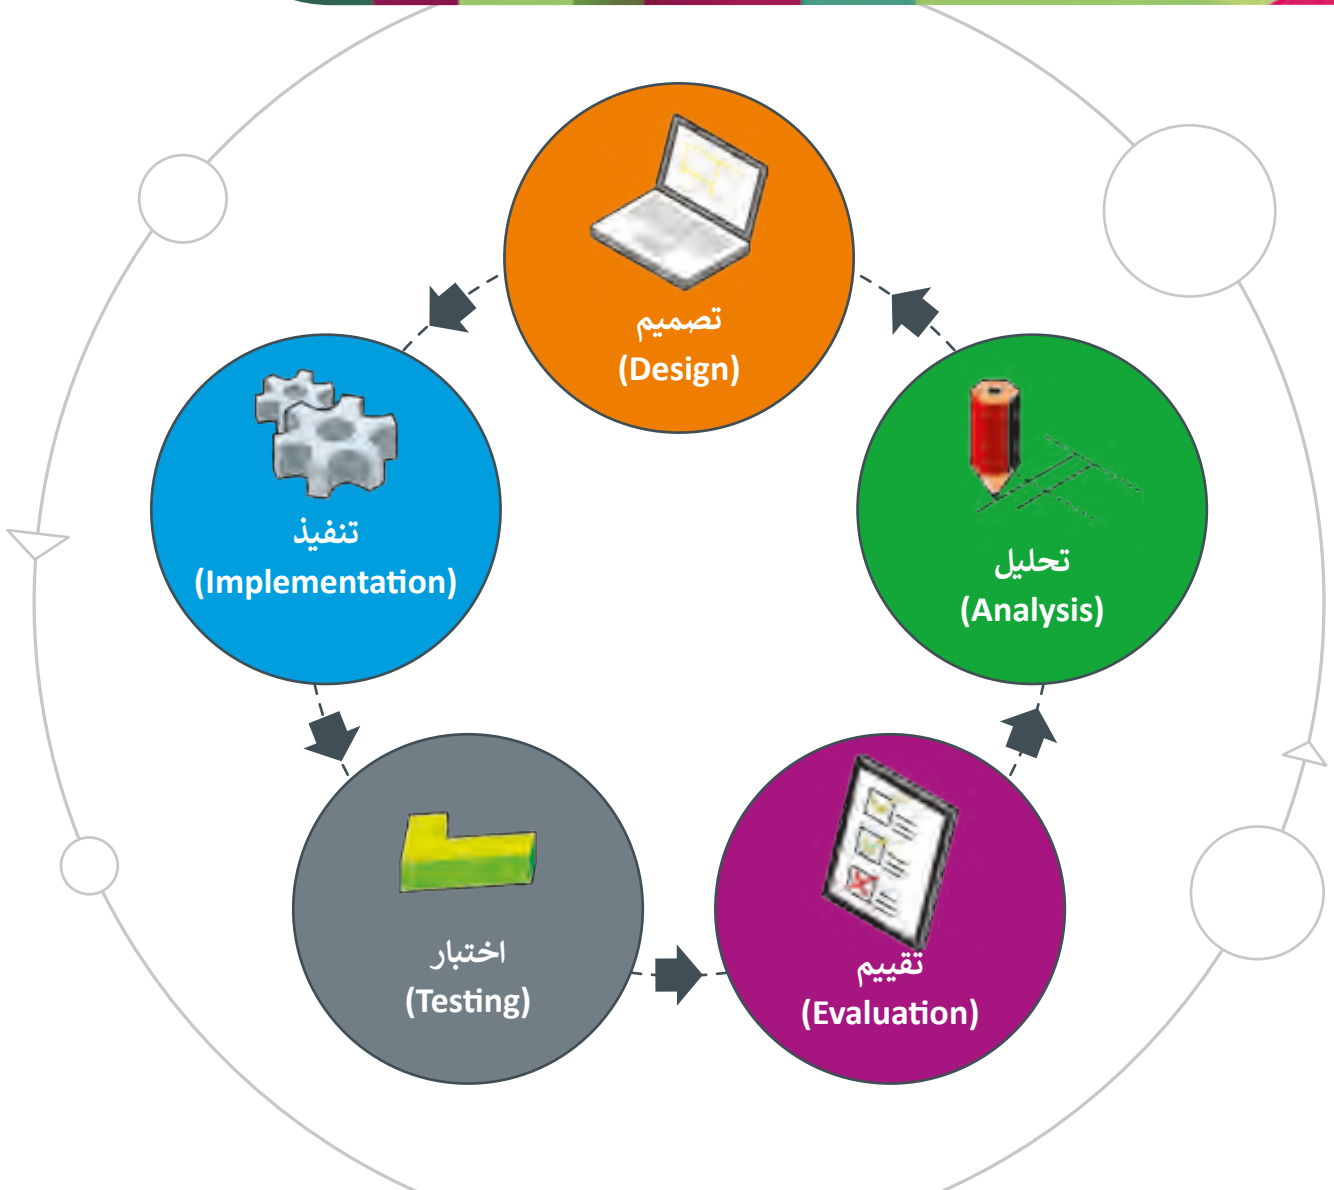 تصميم
(Design)
تحليل
(Analysis)
تنفيذ
(Implementation)
اختبار
(Testing)
تقييم
(Evaluation)